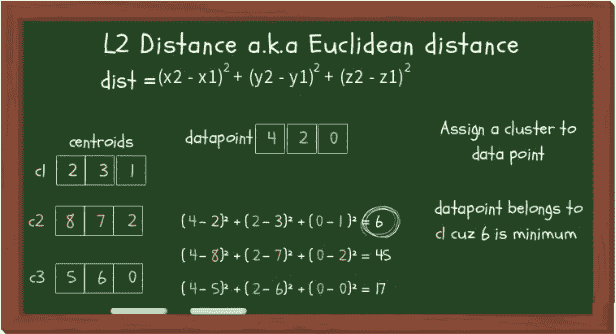 L2 Distance a.k.a Euclidean distance
dist =(x2 - x1)² + (y2 - y1)² + (z2 - z1)²
centroids
datapoint 4 2 0
Assign a cluster to
data point
c1 2 3 1
c2 8 7 2
c3 5 6 0
(4 - 2)² + (2 - 3)² + (0 - 1)² = 6
(4 - 8)² + (2 - 7)² + (0 - 2)² = 45
(4 - 5)² + (2 - 6)² + (0 - 0)² = 17
datapoint belongs to
c1 cuz 6 is minimum